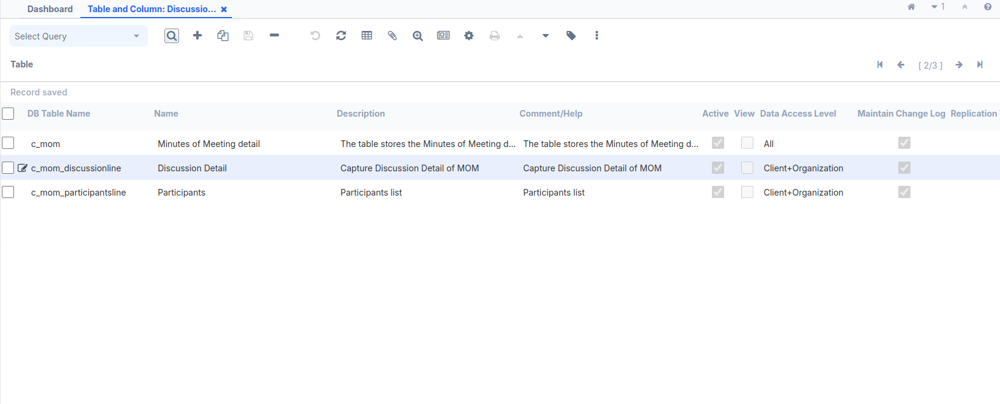 Dashboard Table and Column: Discussio... 1
Select Query
Table [ 2/3 ]
Record saved
DB Table Name Name Description Comment/Help Active View Data Access Level Maintain Change Log Replication
c_mom Minutes of Meeting detail The table stores the Minutes of Meeting d... The table stores the Minutes of Meeting d... All
c_mom_discussionline Discussion Detail Capture Discussion Detail of MOM Capture Discussion Detail of MOM Client+Organization
c_mom_participantsline Participants Participants list Participants list Client+Organization